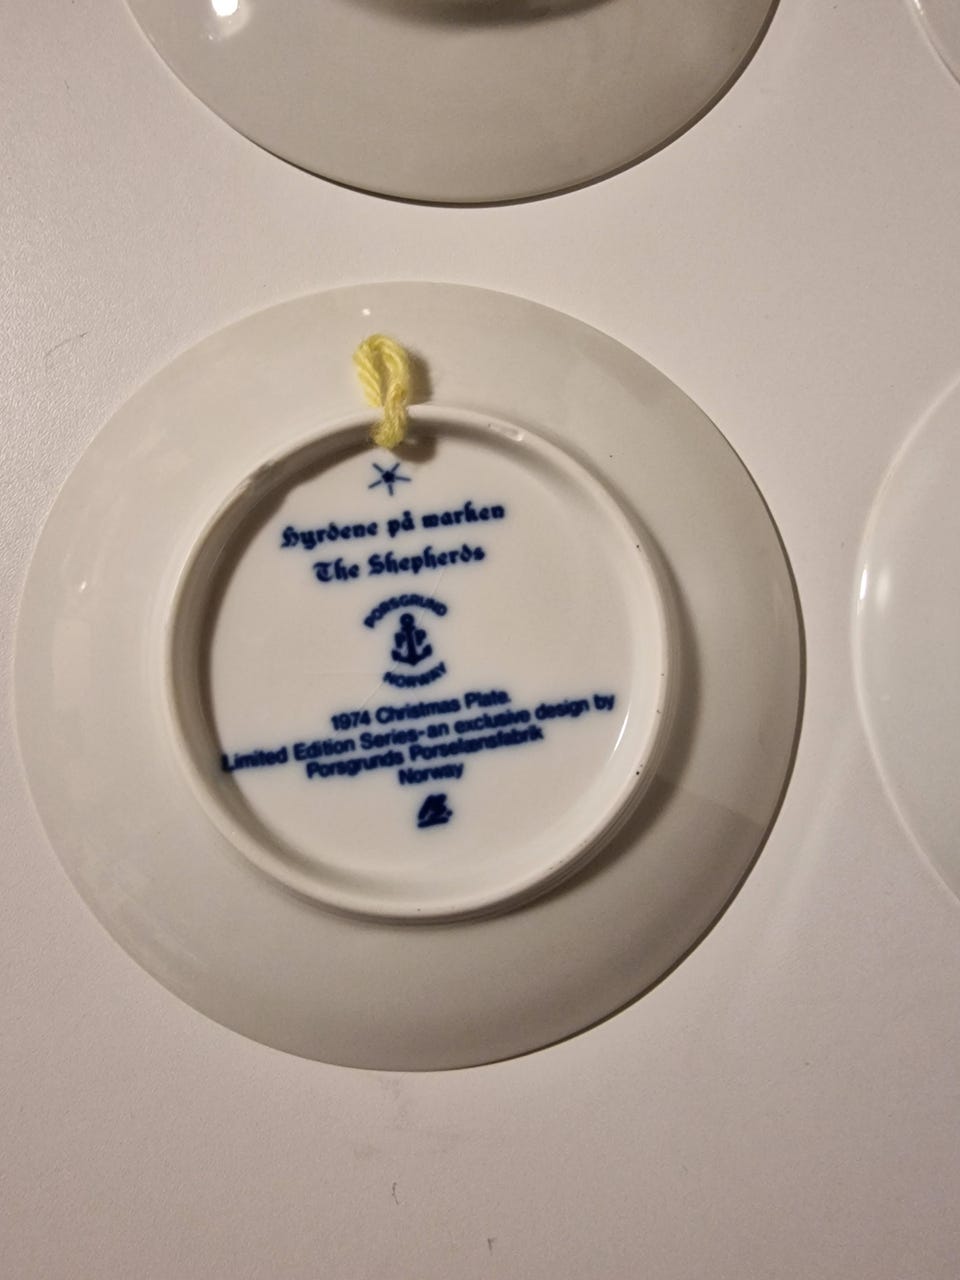 Hyrdene på marken
The Shepherds
PORSGRUND
P P
NORWAY
1974 Christmas Plate.
Limited Edition Series-an exclusive design by
Porsgrunds Porselænsfabrik
Norway